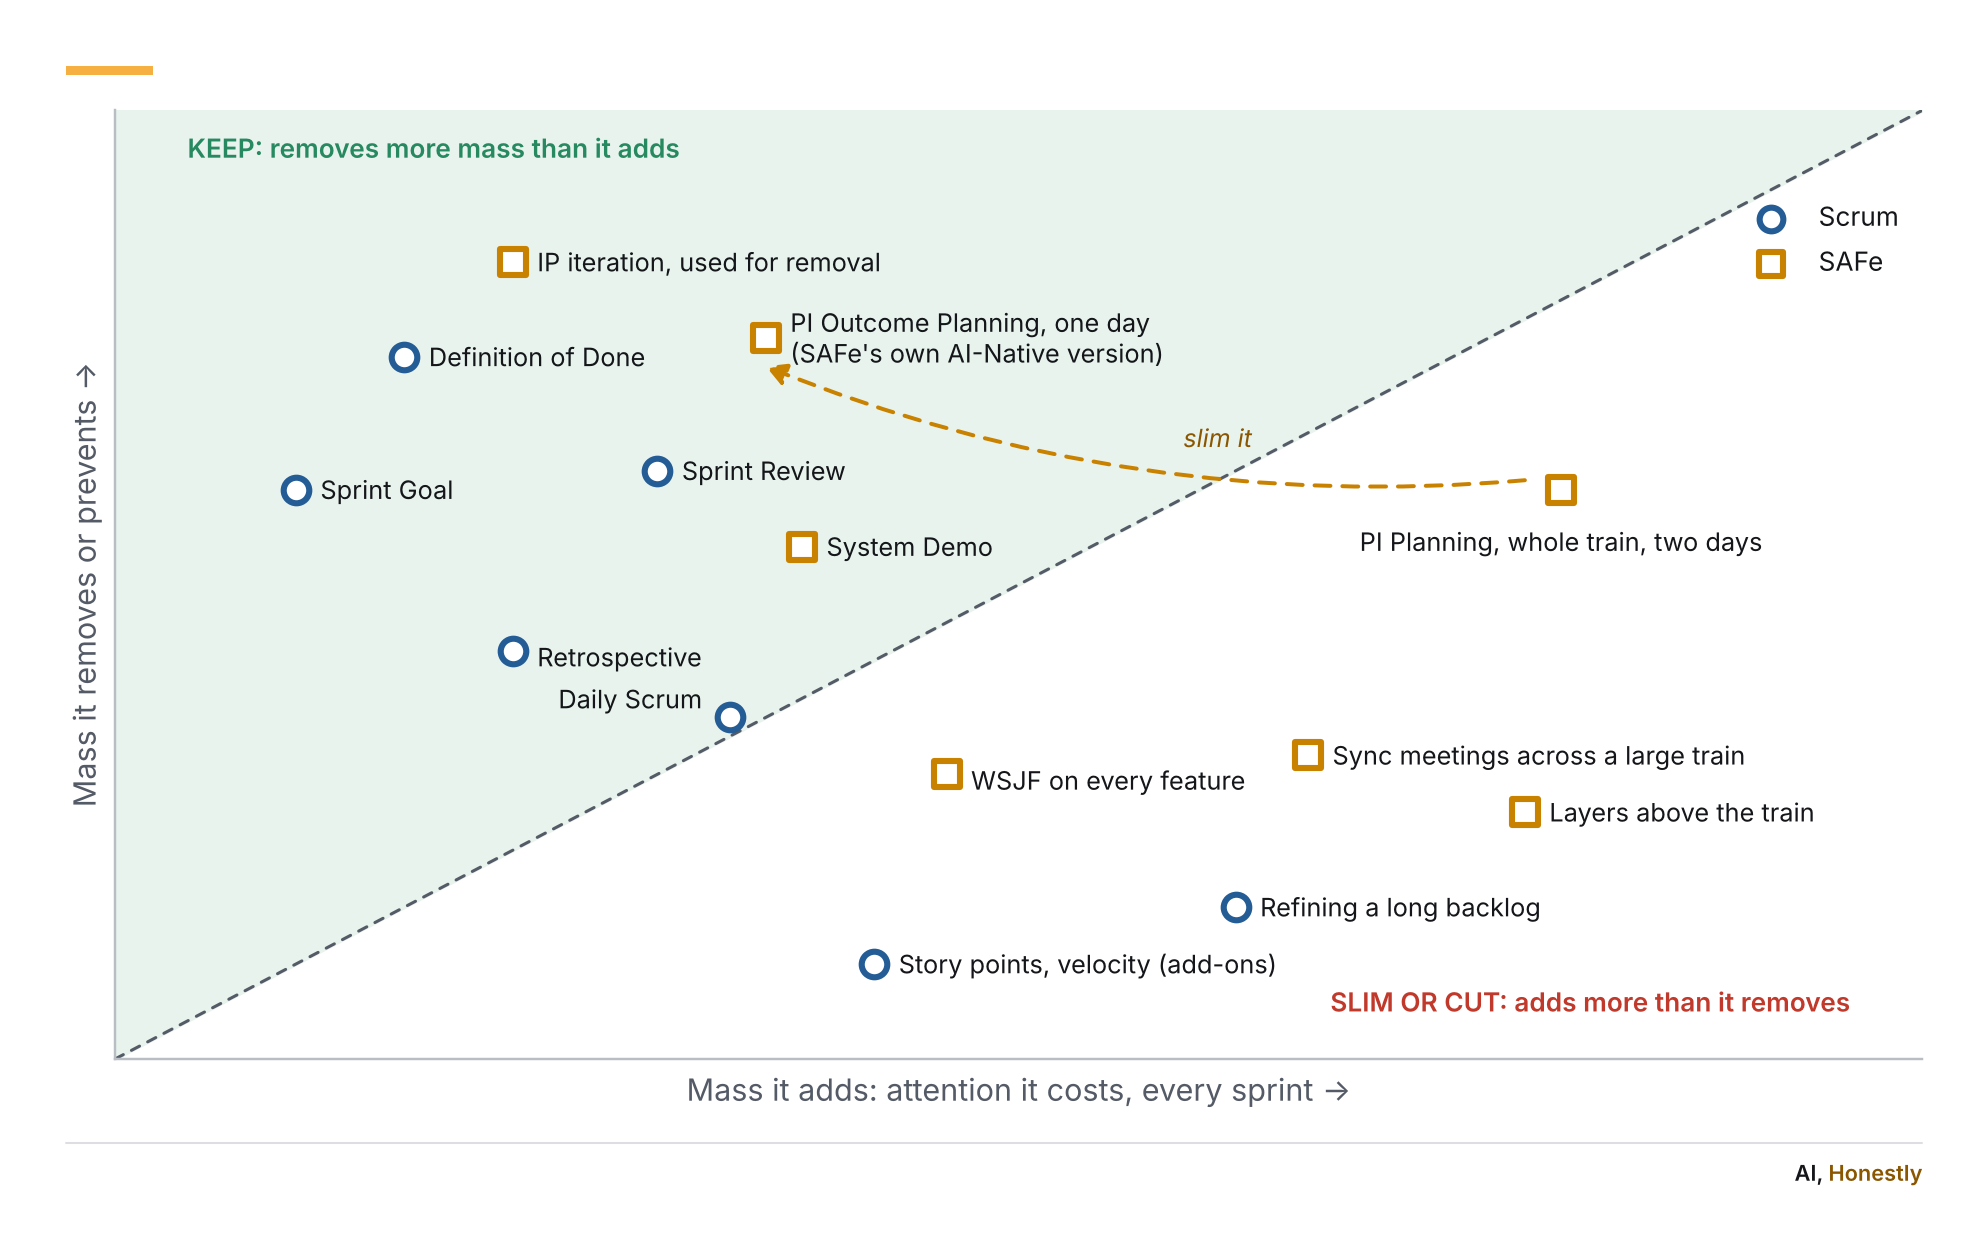 KEEP: removes more mass than it adds
Scrum
SAFe
IP iteration, used for removal
PI Outcome Planning, one day
(SAFe's own AI-Native version)
Definition of Done
slim it
Sprint Review
Sprint Goal
PI Planning, whole train, two days
System Demo
Retrospective
Daily Scrum
WSJF on every feature
Sync meetings across a large train
Layers above the train
Refining a long backlog
Story points, velocity (add-ons)
SLIM OR CUT: adds more than it removes
Mass it removes or prevents →
Mass it adds: attention it costs, every sprint →
AI, Honestly